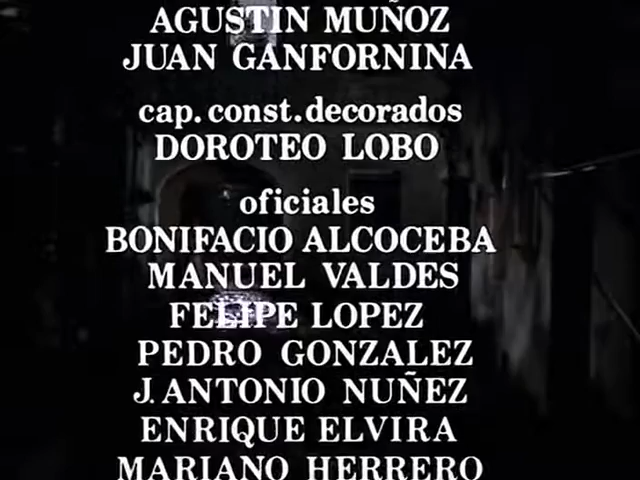 AGUSTIN MUÑOZ
JUAN GANFORNINA
cap. const. decorados
DOROTEO LOBO
oficiales
BONIFACIO ALCOCEBA
MANUEL VALDES
FELIPE LOPEZ
PEDRO GONZALEZ
J. ANTONIO NUÑEZ
ENRIQUE ELVIRA
MARIANO HERRERO